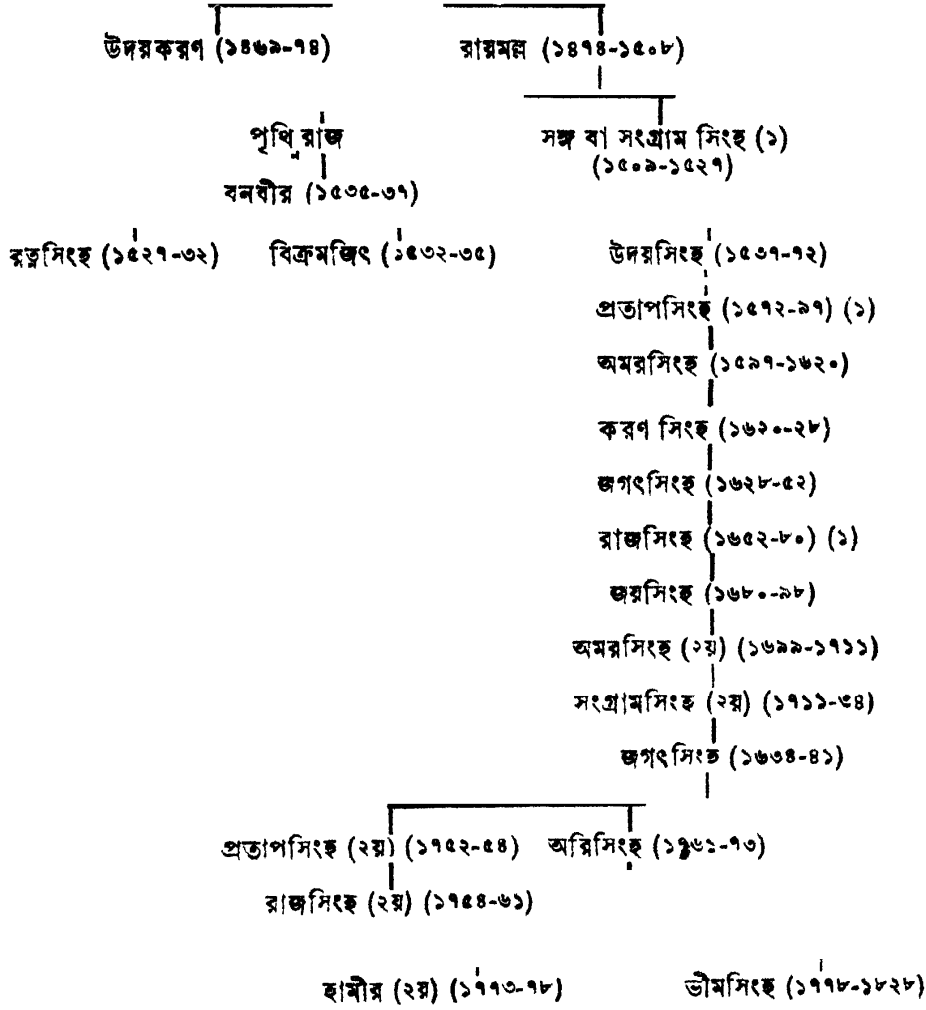 উদয়করণ (১৪৬৯-৭৪) রায়মল্ল (১৪৭৪-১৫০৮)
পৃথ্বিরাজ সঙ্গ বা সংগ্রাম সিংহ (১)
(১৫০৯-১৫২৭)
বনবীর (১৫৩৫-৩৭)
রত্নসিংহ (১৫২৭-৩২) বিক্রমজিৎ (১৫৩২-৩৫) উদয়সিংহ (১৫৩৭-৭২)
প্রতাপসিংহ (১৫৭২-৯৭) (১)
অমরসিংহ (১৫৯৭-১৬২০)
করণ সিংহ (১৬২০-২৮)
জগৎসিংহ (১৬২৮-৫২)
রাজসিংহ (১৬৫২-৮০) (১)
জয়সিংহ (১৬৮০-৯৮)
অমরসিংহ (২য়) (১৬৯৯-১৭১১)
সংগ্রামসিংহ (২য়) (১৭১১-৩৪)
জগৎসিংহ (১৬৩৪-৪১)
প্রতাপসিংহ (২য়) (১৭৫২-৫৪) অরিসিংহ (১৭৬১-৭৩)
রাজসিংহ (২য়) (১৭৫৪-৬১)
হামীর (২য়) (১৭৭৩-৭৮) ভীমসিংহ (১৭৭৮-১৮২৮)